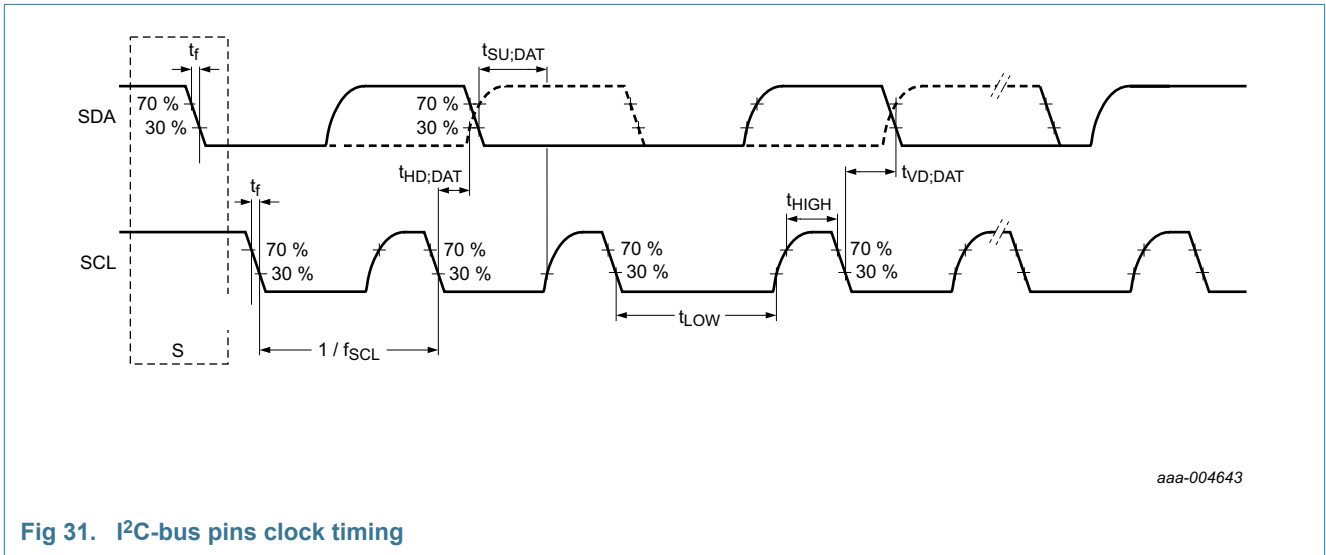 tf
tSU;DAT
70 %
30 %
70 %
30 %
SDA
tHD;DAT
tVD;DAT
tf
tHIGH
70 %
30 %
70 %
30 %
70 %
30 %
70 %
30 %
SCL
tLOW
S
1 / fSCL
aaa-004643
Fig 31. I²C-bus pins clock timing